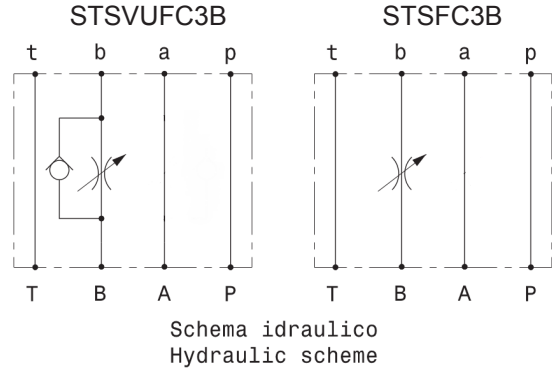 STSVUFC3B STSFC3B
t b a p t b a p
T B A P T B A P
Schema idraulico
Hydraulic scheme